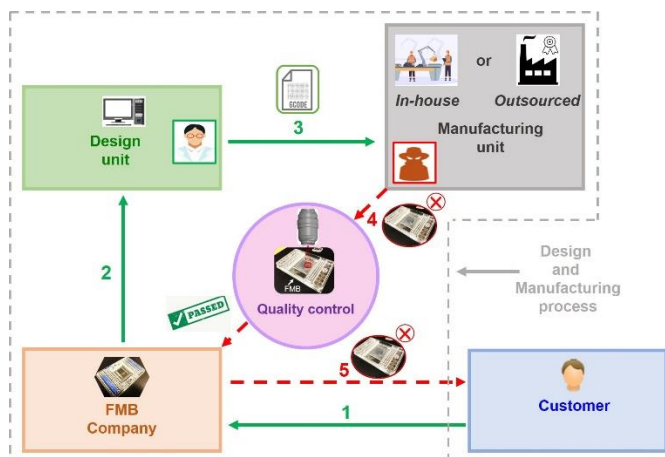 GCODE
3
or
In-house
Outsourced
Manufacturing
unit
Design
unit
4
2
FMB
Quality control
PASSED
Design
and
Manufacturing
process
5
FMB
Company
1
Customer